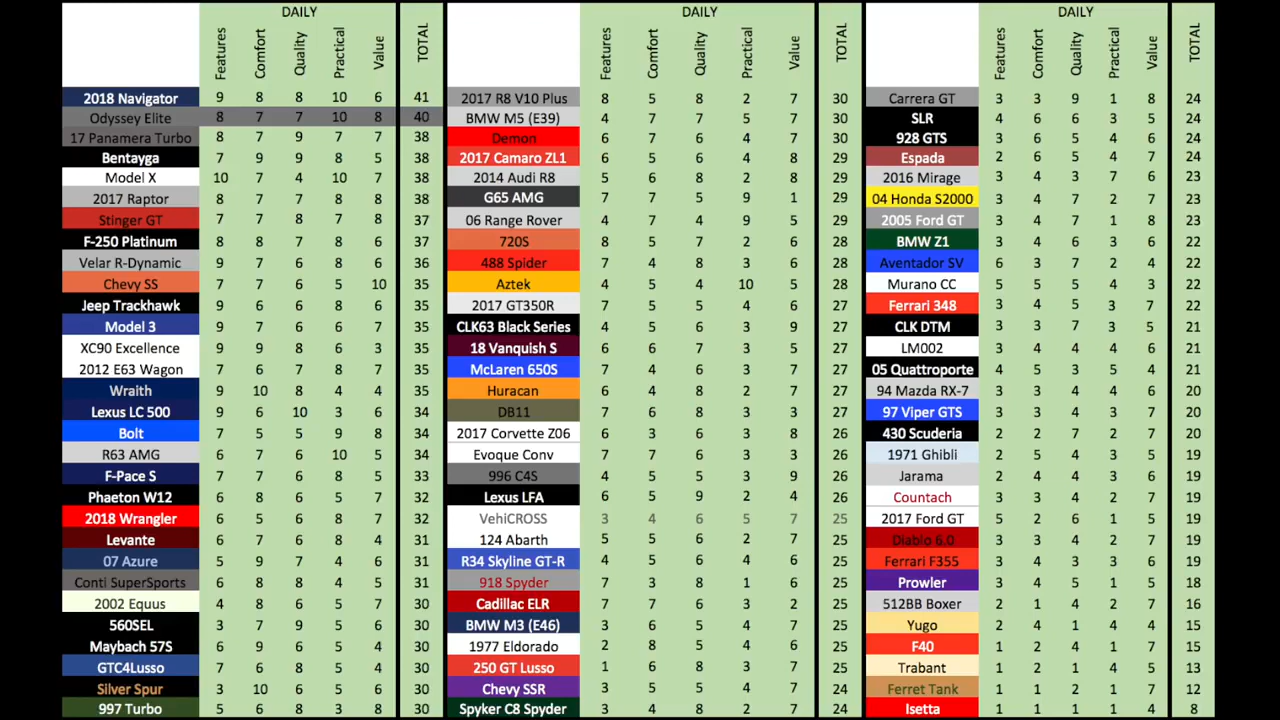 DAILY DAILY DAILY
Features Comfort Quality Practical Value TOTAL Features Comfort Quality Practical Value TOTAL Features Comfort Quality Practical Value TOTAL
2018 Navigator 9 8 8 10 6 41 2017 R8 V10 Plus 8 5 8 2 7 30 Carrera GT 3 3 9 1 8 24
Odyssey Elite 8 7 7 10 8 40 BMW M5 (E39) 4 7 7 5 7 30 SLR 4 6 6 3 5 24
17 Panamera Turbo 8 7 9 7 7 38 Demon 6 7 6 4 7 30 928 GTS 3 6 5 4 6 24
Bentayga 7 9 9 8 5 38 2017 Camaro ZL1 6 5 6 4 8 29 Espada 2 6 5 4 7 24
Model X 10 7 4 10 7 38 2014 Audi R8 5 6 8 2 8 29 2016 Mirage 4 3 3 7 6 23
2017 Raptor 8 7 7 8 8 38 G65 AMG 7 7 5 9 1 29 04 Honda S2000 3 4 7 2 7 23
Stinger GT 7 7 8 7 8 37 06 Range Rover 4 7 4 9 5 29 2005 Ford GT 3 4 7 1 8 23
F-250 Platinum 8 8 7 8 6 37 720S 8 5 7 2 6 28 BMW Z1 3 4 6 3 6 22
Velar R-Dynamic 9 7 6 8 6 36 488 Spider 7 4 8 3 6 28 Aventador SV 6 3 7 2 4 22
Chevy SS 7 7 6 5 10 35 Aztek 4 5 4 10 5 28 Murano CC 5 5 5 4 3 22
Jeep Trackhawk 9 6 6 8 6 35 2017 GT350R 7 5 5 4 6 27 Ferrari 348 3 4 5 3 7 22
Model 3 9 7 6 6 7 35 CLK63 Black Series 4 5 6 3 9 27 CLK DTM 3 3 7 3 5 21
XC90 Excellence 9 9 8 6 3 35 18 Vanquish S 6 6 7 3 5 27 LM002 3 4 4 4 6 21
2012 E63 Wagon 7 6 7 8 7 35 McLaren 650S 7 4 6 3 7 27 05 Quattroporte 4 5 3 5 4 21
Wraith 9 10 8 4 4 35 Huracan 6 4 8 2 7 27 94 Mazda RX-7 3 3 4 4 6 20
Lexus LC 500 9 6 10 3 6 34 DB11 7 6 8 3 3 27 97 Viper GTS 3 3 4 3 7 20
Bolt 7 5 5 9 8 34 2017 Corvette Z06 6 3 6 3 8 26 430 Scuderia 2 2 7 2 7 20
R63 AMG 6 7 6 10 5 34 Evoque Conv 7 7 6 3 3 26 1971 Ghibli 2 5 4 3 5 19
F-Pace S 7 7 6 8 5 33 996 C4S 4 5 5 3 9 26 Jarama 2 4 4 3 6 19
Phaeton W12 6 8 6 5 7 32 Lexus LFA 6 5 9 2 4 26 Countach 3 3 4 2 7 19
2018 Wrangler 6 5 6 8 7 32 VehiCROSS 3 4 6 5 7 25 2017 Ford GT 5 2 6 1 5 19
Levante 6 7 6 8 4 31 124 Abarth 5 5 6 2 7 25 Diablo 6.0 3 3 5 2 6 19
07 Azure 5 9 7 4 6 31 R34 Skyline GT-R 4 5 6 4 6 25 Ferrari F355 3 4 3 3 6 19
Conti SuperSports 6 8 8 4 5 31 918 Spyder 7 3 8 1 6 25 Prowler 3 4 5 1 5 18
2002 Equus 4 8 6 5 7 30 Cadillac ELR 7 7 6 3 2 25 512BB Boxer 2 1 4 2 7 16
560SEL 3 7 9 5 6 30 BMW M3 (E46) 3 6 5 4 7 25 Yugo 2 4 1 4 4 15
Maybach 57S 6 9 6 5 4 30 1977 Eldorado 2 8 5 4 6 25 F40 1 2 4 1 7 15
GTC4Lusso 7 6 8 5 4 30 250 GT Lusso 1 6 8 3 7 25 Trabant 1 2 1 4 5 13
Silver Spur 3 10 6 5 6 30 Chevy SSR 3 5 5 4 7 24 Ferret Tank 1 1 2 1 7 12
997 Turbo 5 6 8 3 8 30 Spyker C8 Spyder 3 4 8 2 7 24 Isetta 1 1 1 1 4 8